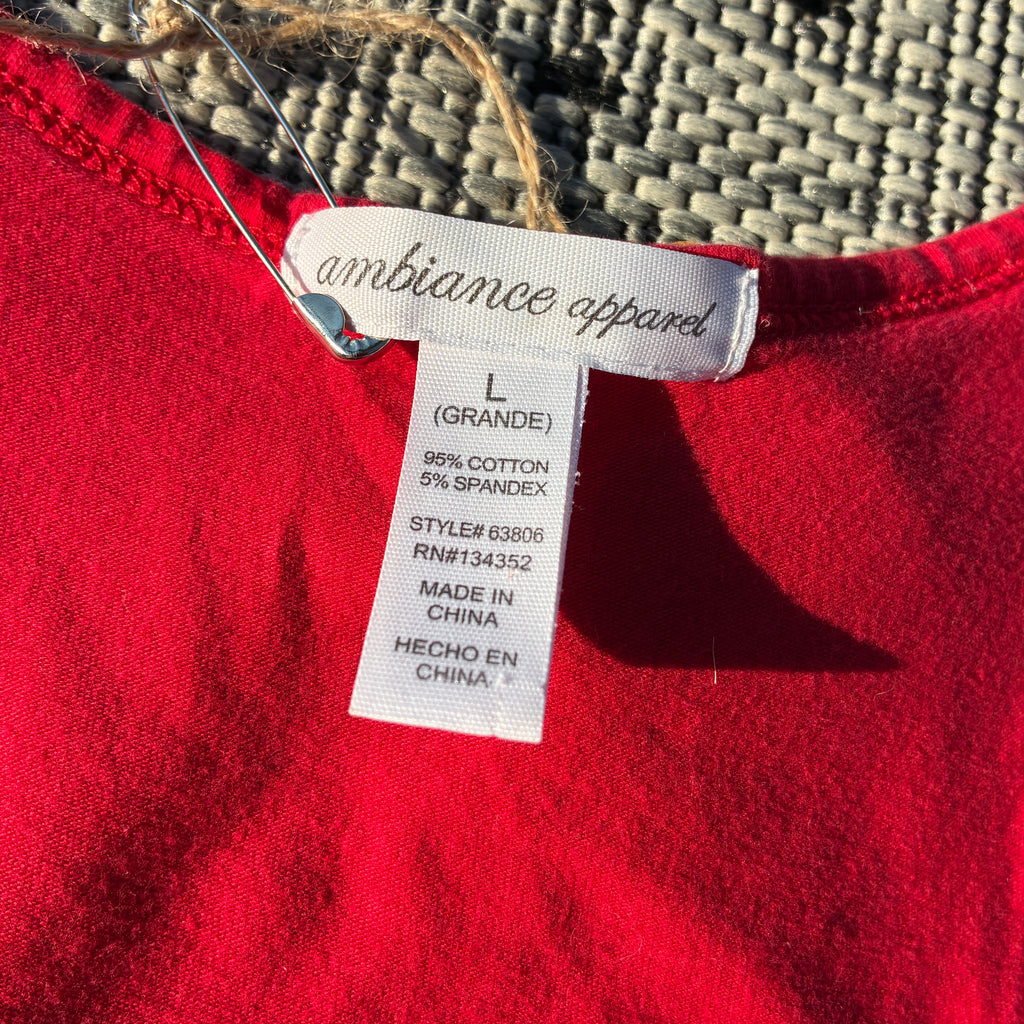 ambiance apparel
L
(GRANDE)
95% COTTON
5% SPANDEX
STYLE# 63806
RN#134352
MADE IN
CHINA
HECHO EN
CHINA